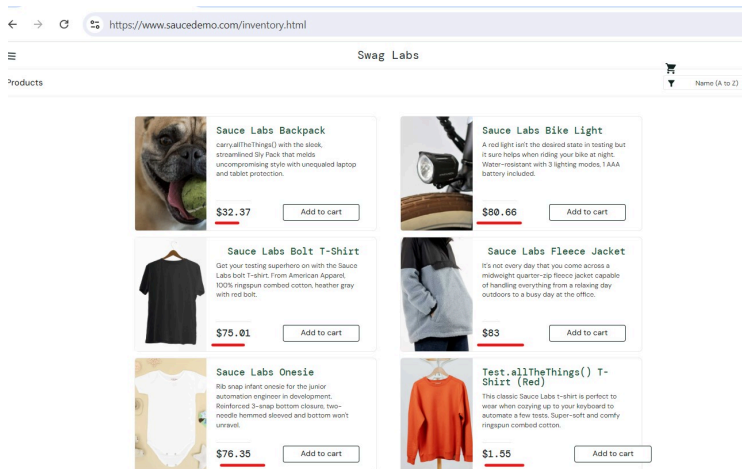 https://www.saucedemo.com/inventory.html
Swag Labs
Products
Name (A to Z)
Sauce Labs Backpack
carry.allTheThings() with the sleek,
streamlined Sly Pack that melds
uncompromising style with unequaled laptop
and tablet protection.
$32.37
Add to cart
Sauce Labs Bike Light
A red light isn't the desired state in testing but
it sure helps when riding your bike at night.
Water-resistant with 3 lighting modes, 1 AAA
battery included.
$80.66
Add to cart
Sauce Labs Bolt T-Shirt
Get your testing superhero on with the Sauce
Labs bolt T-shirt. From American Apparel,
100% ringspun combed cotton, heather gray
with red bolt.
$75.01
Add to cart
Sauce Labs Fleece Jacket
It's not every day that you come across a
midweight quarter-zip fleece jacket capable
of handling everything from a relaxing day
outdoors to a busy day at the office.
$83
Add to cart
Sauce Labs Onesie
Rib snap infant onesie for the junior
automation engineer in development.
Reinforced 3-snap bottom closure, two-
needle hemmed sleeved and bottom won't
unravel.
$76.35
Add to cart
Test.allTheThings() T-
Shirt (Red)
This classic Sauce Labs t-shirt is perfect to
wear when cozying up to your keyboard to
automate a few tests. Super-soft and comfy
ringspun combed cotton.
$1.55
Add to cart